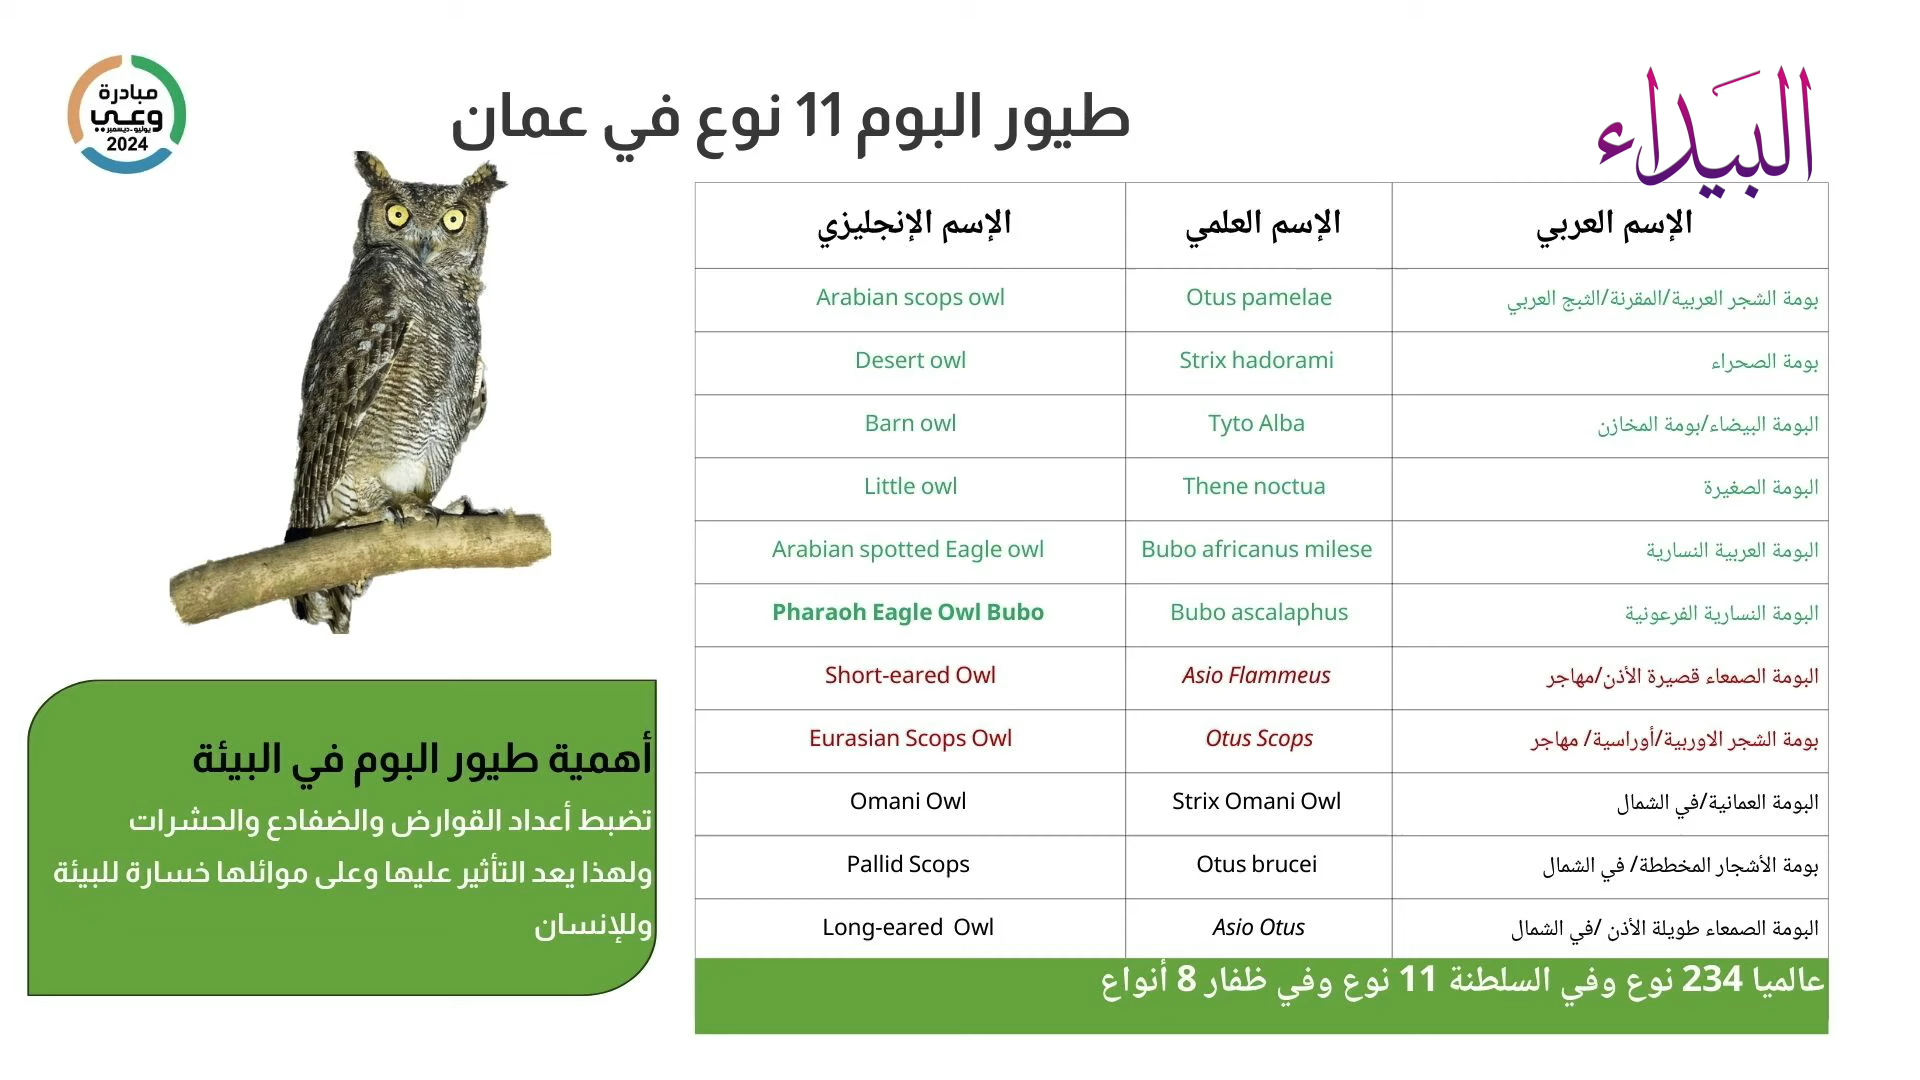 مبادرة
وعي
يوليو - ديسمبر
2024
طيور البوم 11 نوع في عمان
البَيداء
الإسم العربي الإسم العلمي الإسم الإنجليزي
بومة الشجر العربية/المقرنة/الثبج العربي Otus pamelae Arabian scops owl
بومة الصحراء Strix hadorami Desert owl
البومة البيضاء/بومة المخازن Tyto Alba Barn owl
البومة الصغيرة Thene noctua Little owl
البومة العربية النسارية Bubo africanus milese Arabian spotted Eagle owl
البومة النسارية الفرعونية Bubo ascalaphus Pharaoh Eagle Owl Bubo
البومة الصمعاء قصيرة الأذن/مهاجر Asio Flammeus Short-eared Owl
بومة الشجر الاوربية/أوراسية/ مهاجر Otus Scops Eurasian Scops Owl
البومة العمانية/في الشمال Strix Omani Owl Omani Owl
بومة الأشجار المخططة/ في الشمال Otus brucei Pallid Scops
البومة الصمعاء طويلة الأذن /في الشمال Asio Otus Long-eared Owl
عالميا 234 نوع وفي السلطنة 11 نوع وفي ظفار 8 أنواع
أهمية طيور البوم في البيئة
تضبط أعداد القوارض والضفادع والحشرات
ولهذا يعد التأثير عليها وعلى موائلها خسارة للبيئة
وللإنسان